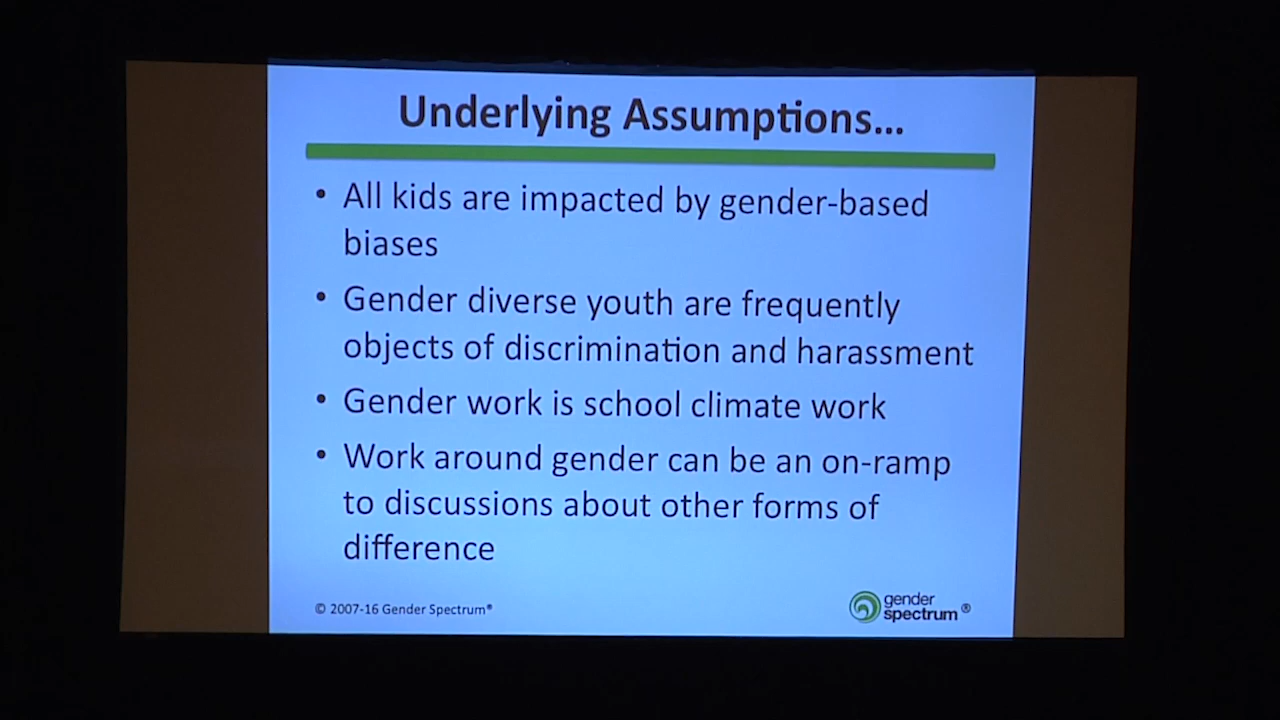 Underlying Assumptions...
• All kids are impacted by gender-based
biases
• Gender diverse youth are frequently
objects of discrimination and harassment
• Gender work is school climate work
• Work around gender can be an on-ramp
to discussions about other forms of
difference
© 2007-16 Gender Spectrum®
gender
spectrum®